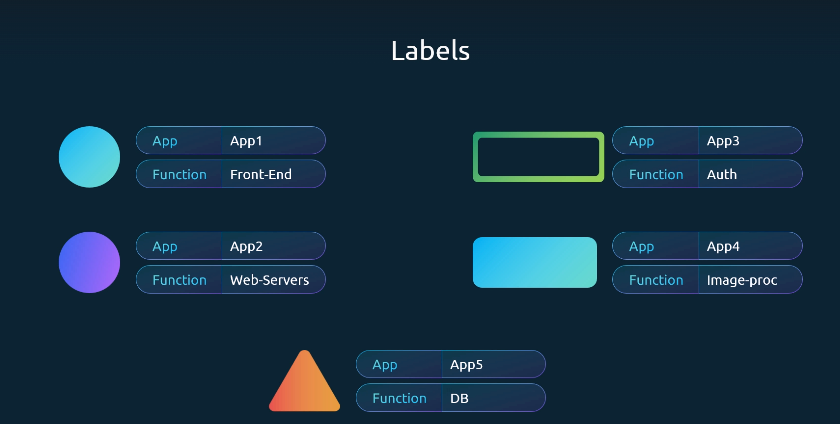 Labels
App App1
Function Front-End
App App3
Function Auth
App App2
Function Web-Servers
App App4
Function Image-proc
App App5
Function DB